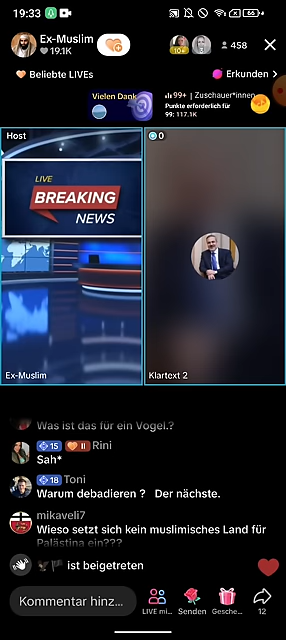 19:33
66%
Ex-Muslim
19.1K
10
458
Beliebte LIVEs
Erkunden
Vielen Dank
99+ | Zuschauer*innen
Punkte erforderlich für
99: 117.1K
Host
0
LIVE
BREAKING
NEWS
Ex-Muslim
Klartext 2
Was ist das für ein Vogel.?
15 II Rini
Sah*
18 Toni
Warum debadieren ? Der nächste.
mikaveli7
Wieso setzt sich kein muslimisches Land für
Palästina ein???
ist beigetreten
Kommentar hinz...
LIVE mi...
Senden
Gesche...
12